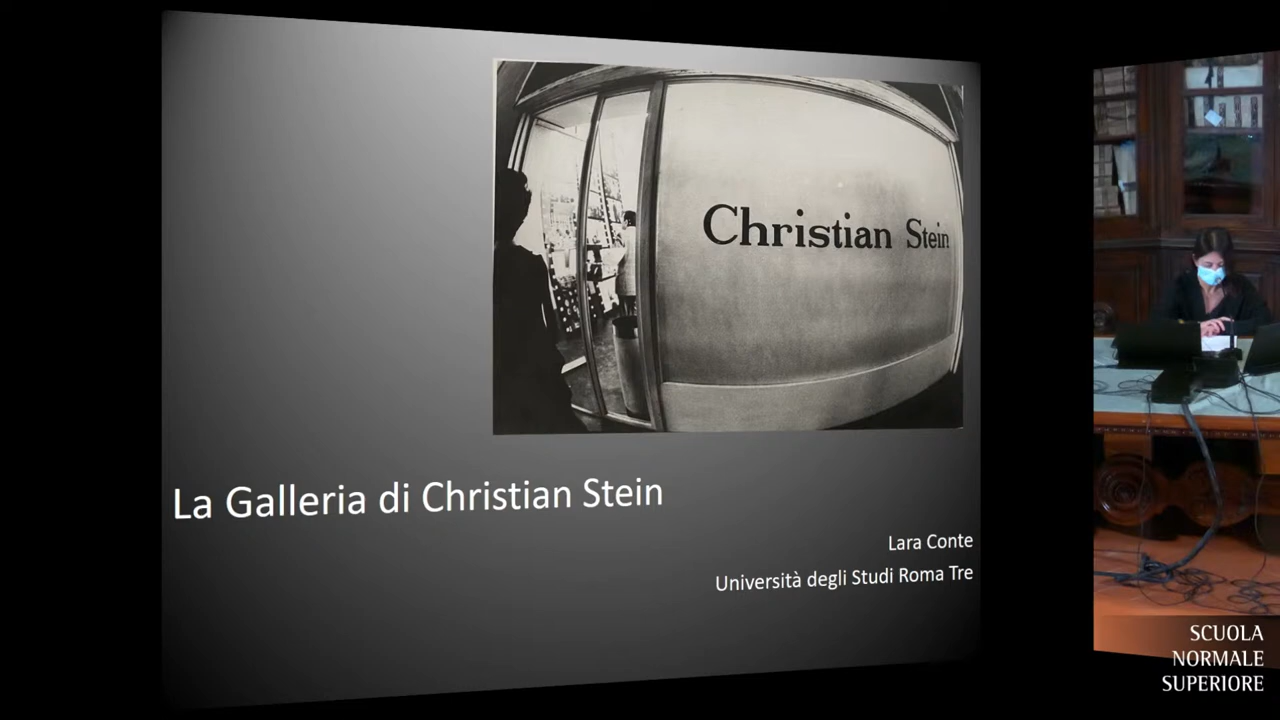 Christian Stein
La Galleria di Christian Stein
Lara Conte
Università degli Studi Roma Tre
SCUOLA
NORMALE
SUPERIORE